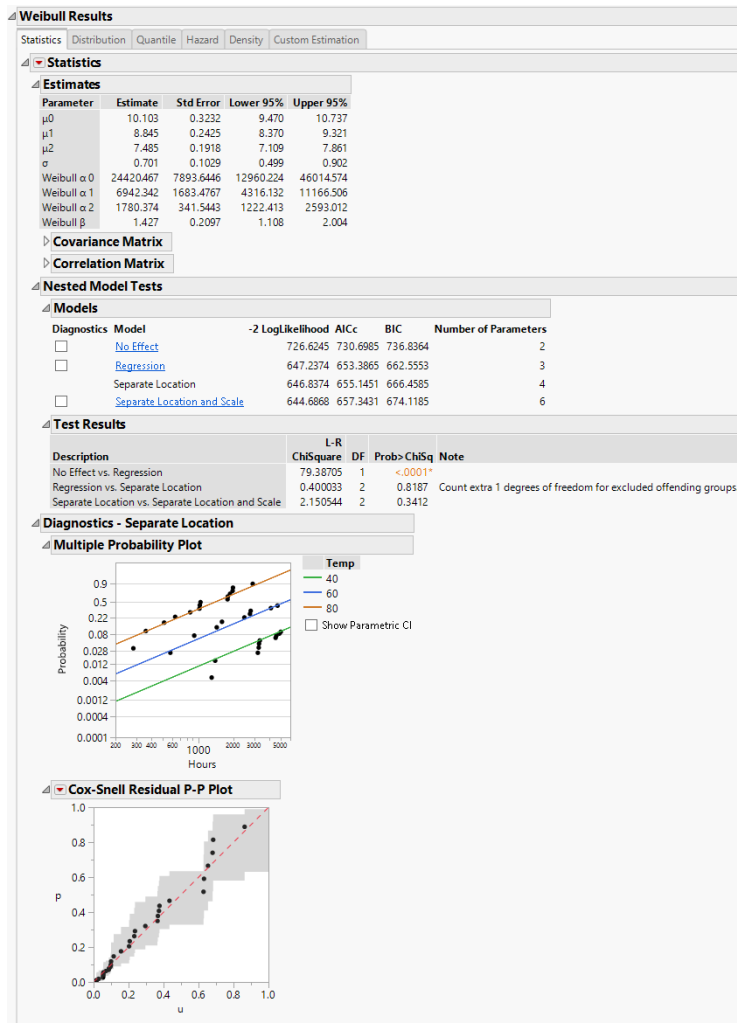 Weibull Results
Statistics Distribution Quantile Hazard Density Custom Estimation
Statistics
Estimates
Parameter Estimate Std Error Lower 95% Upper 95%
μ0 10.103 0.3232 9.470 10.737
μ1 8.845 0.2425 8.370 9.321
μ2 7.485 0.1918 7.109 7.861
σ 0.701 0.1029 0.499 0.902
Weibull α 0 24420.467 7893.6446 12960.224 46014.574
Weibull α 1 6942.342 1683.4767 4316.132 11166.506
Weibull α 2 1780.374 341.5443 1222.413 2593.012
Weibull β 1.427 0.2097 1.108 2.004
Covariance Matrix
Correlation Matrix
Nested Model Tests
Models
Diagnostics Model -2 LogLikelihood AICc BIC Number of Parameters
No Effect 726.6245 730.6985 736.8364 2
Regression 647.2374 653.3865 662.5553 3
Separate Location 646.8374 655.1451 666.4585 4
Separate Location and Scale 644.6868 657.3431 674.1185 6
Test Results
L-R
Description ChiSquare DF Prob>ChiSq Note
No Effect vs. Regression 79.38705 1 <.0001*
Regression vs. Separate Location 0.400033 2 0.8187 Count extra 1 degrees of freedom for excluded offending groups
Separate Location vs. Separate Location and Scale 2.150544 2 0.3412
Diagnostics - Separate Location
Multiple Probability Plot
Temp
40
60
80
Show Parametric CI
Probability
0.9
0.5
0.22
0.08
0.028
0.012
0.004
0.0012
0.0004
0.0001
200 300 400 600 1000 2000 3000 5000
Hours
Cox-Snell Residual P-P Plot
p
1.0
0.8
0.6
0.4
0.2
0.0
0.0 0.2 0.4 0.6 0.8 1.0
u